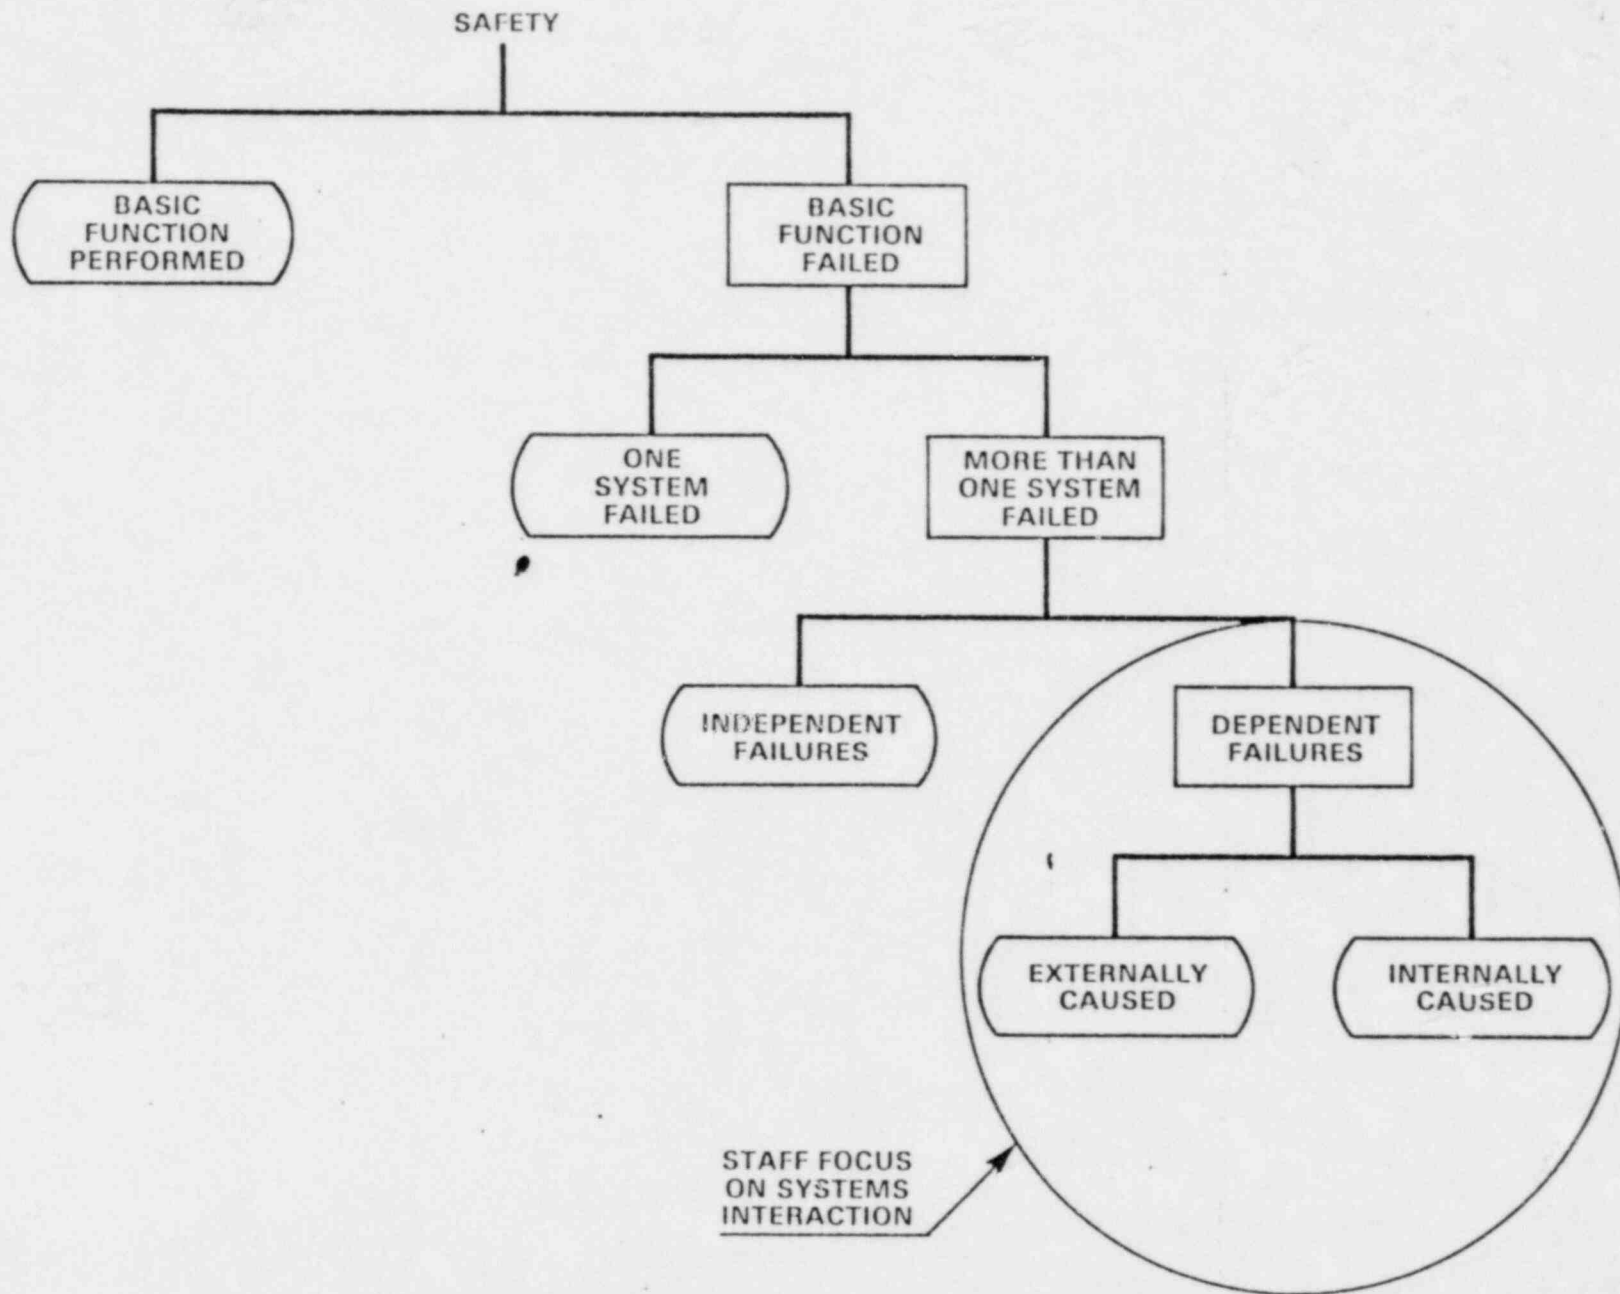 SAFETY
BASIC
FUNCTION
PERFORMED
BASIC
FUNCTION
FAILED
ONE
SYSTEM
FAILED
MORE THAN
ONE SYSTEM
FAILED
INDEPENDENT
FAILURES
DEPENDENT
FAILURES
EXTERNALLY
CAUSED
INTERNALLY
CAUSED
STAFF FOCUS
ON SYSTEMS
INTERACTION